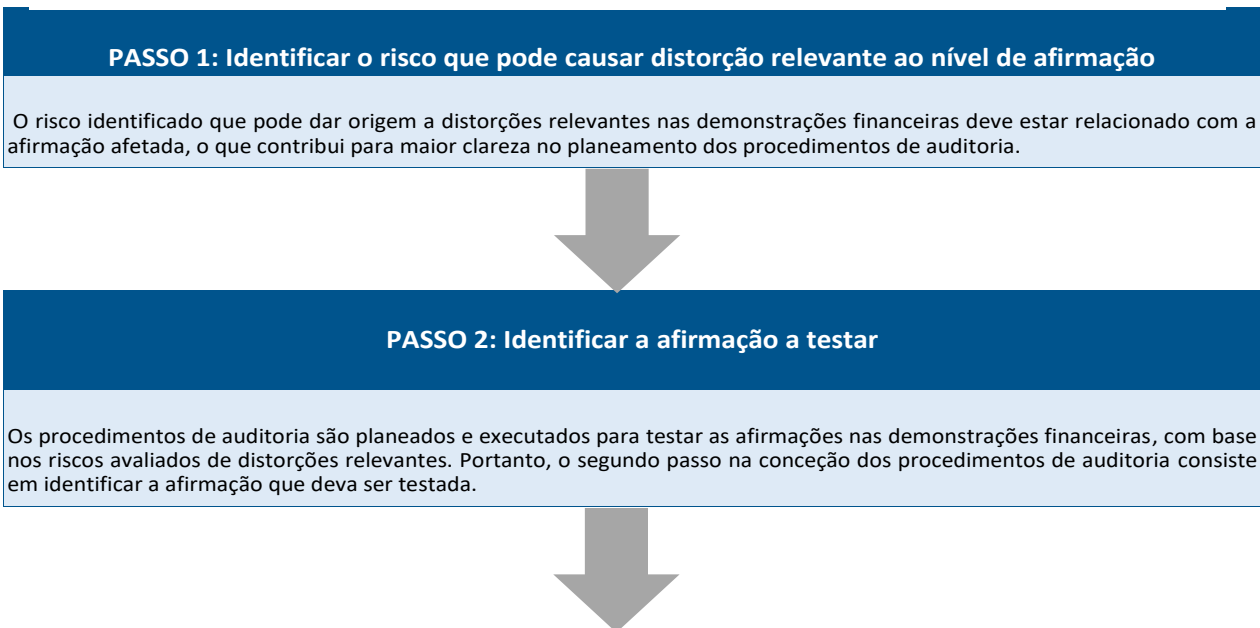 PASSO 1: Identificar o risco que pode causar distorção relevante ao nível de afirmação
O risco identificado que pode dar origem a distorções relevantes nas demonstrações financeiras deve estar relacionado com a
afirmação afetada, o que contribui para maior clareza no planeamento dos procedimentos de auditoria.
PASSO 2: Identificar a afirmação a testar
Os procedimentos de auditoria são planeados e executados para testar as afirmações nas demonstrações financeiras, com base
nos riscos avaliados de distorções relevantes. Portanto, o segundo passo na conceção dos procedimentos de auditoria consiste
em identificar a afirmação que deva ser testada.